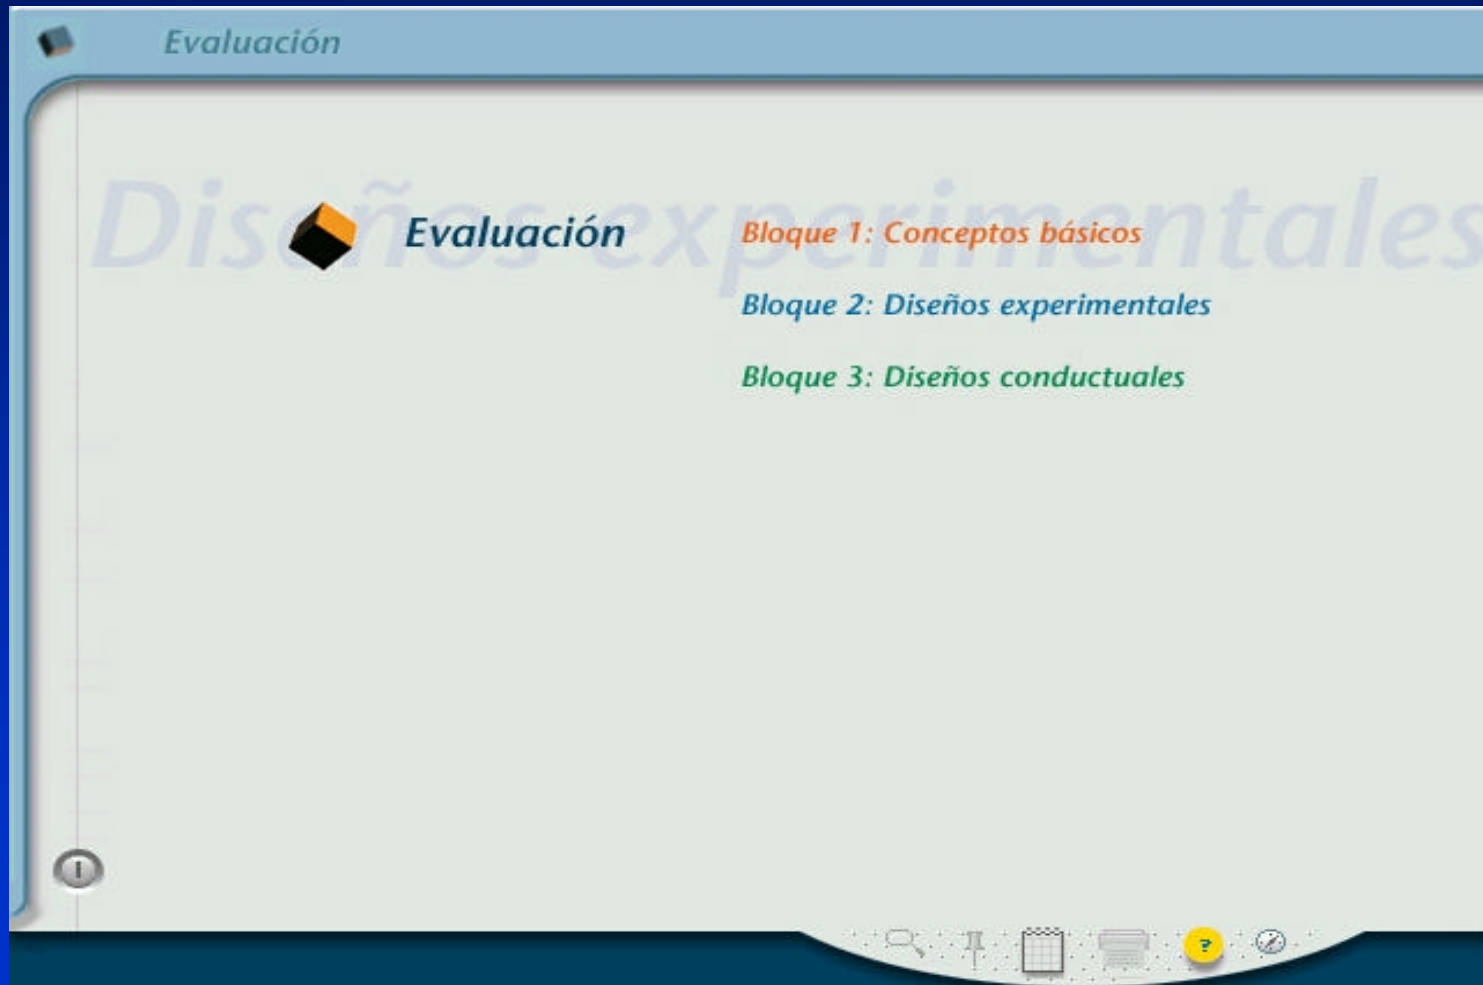 Evaluación
Diseños experimentales
Evaluación
Bloque 1: Conceptos básicos
Bloque 2: Diseños experimentales
Bloque 3: Diseños conductuales
I
?